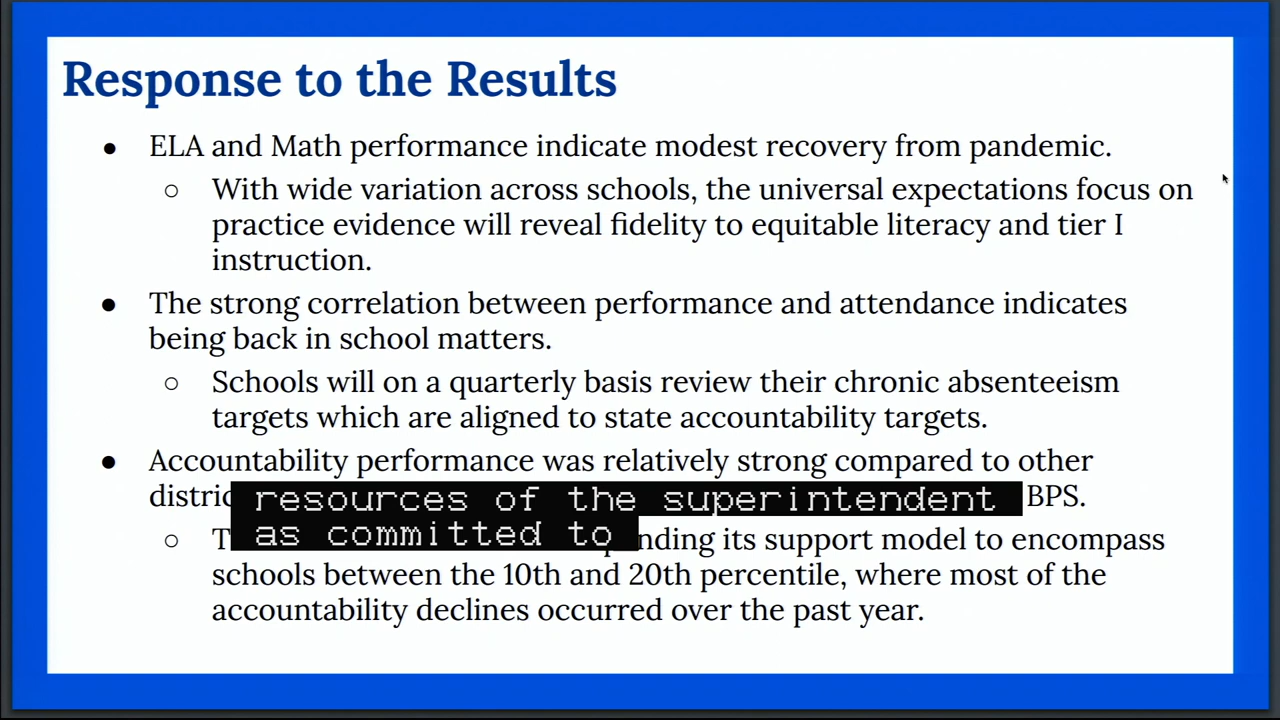 Response to the Results
● ELA and Math performance indicate modest recovery from pandemic.
○ With wide variation across schools, the universal expectations focus on
practice evidence will reveal fidelity to equitable literacy and tier I
instruction.
● The strong correlation between performance and attendance indicates
being back in school matters.
○ Schools will on a quarterly basis review their chronic absenteeism
targets which are aligned to state accountability targets.
● Accountability performance was relatively strong compared to other
BPS.
resources of the superintendent
as committed to
○ its support model to encompass
schools between the 10th and 20th percentile, where most of the
accountability declines occurred over the past year.